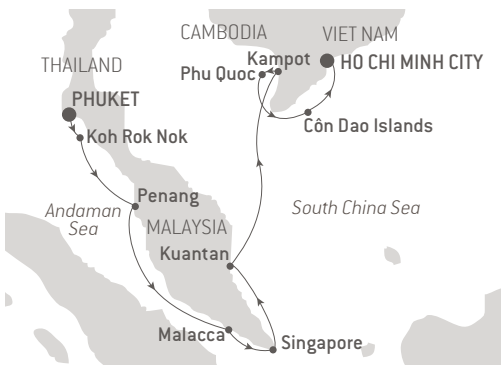 CAMBODIA
VIET NAM
Kampot
HO CHI MINH CITY
THAILAND
Phu Quoc
PHUKET
Côn Dao Islands
Koh Rok Nok
Penang
Andaman
Sea
South China Sea
MALAYSIA
Kuantan
Malacca
Singapore